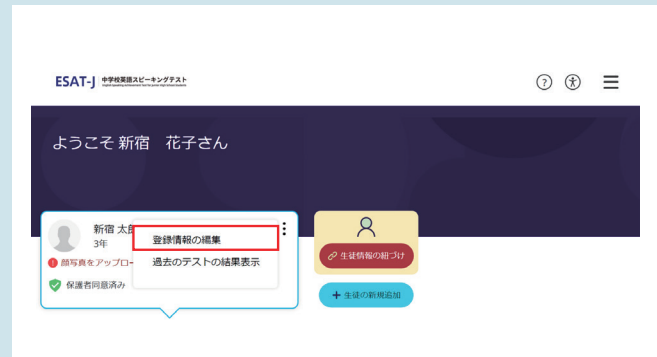 ESAT-J 中学校英語スピーキングテスト
ようこそ 新宿 花子さん
新宿 太
3年
登録情報の編集
過去のテストの結果表示
顔写真をアップロー
保護者同意済み
生徒情報の紐づけ
+ 生徒の新規追加